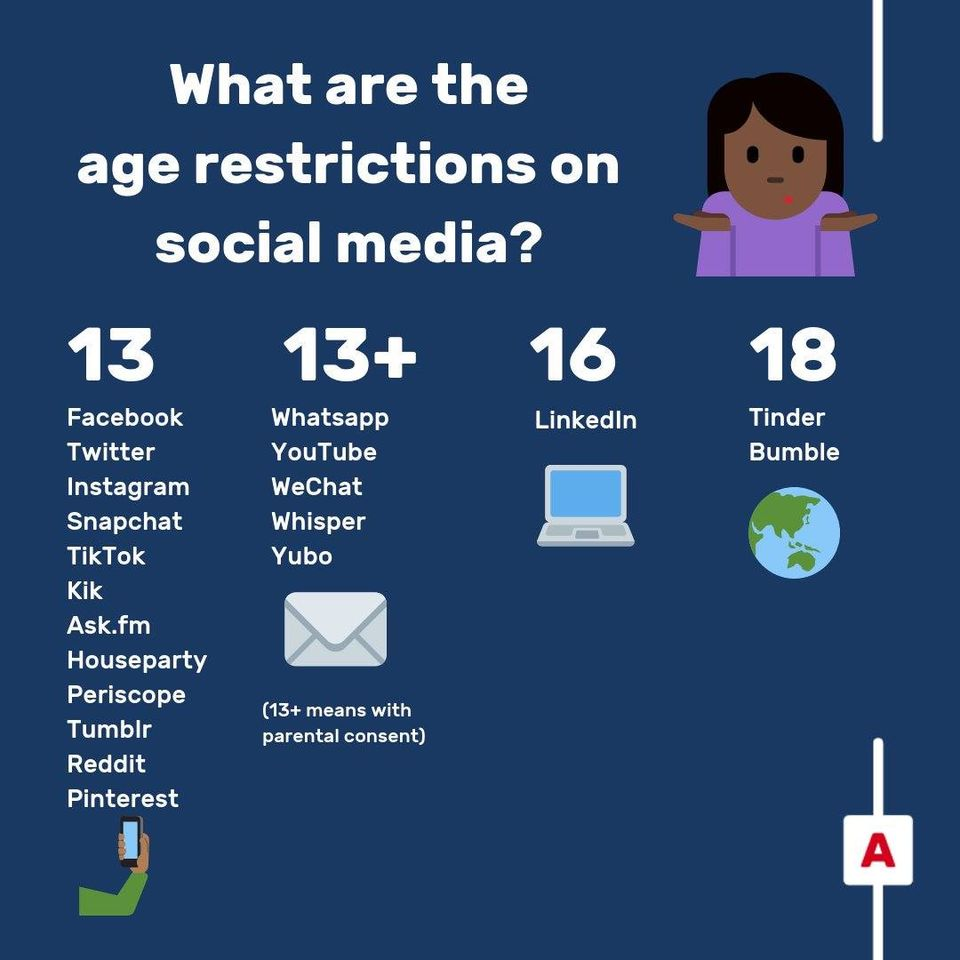 What are the
age restrictions on
social media?
13
Facebook
Twitter
Instagram
Snapchat
TikTok
Kik
Ask.fm
Houseparty
Periscope
Tumblr
Reddit
Pinterest
13+
Whatsapp
YouTube
WeChat
Whisper
Yubo
(13+ means with
parental consent)
16
LinkedIn
18
Tinder
Bumble
A